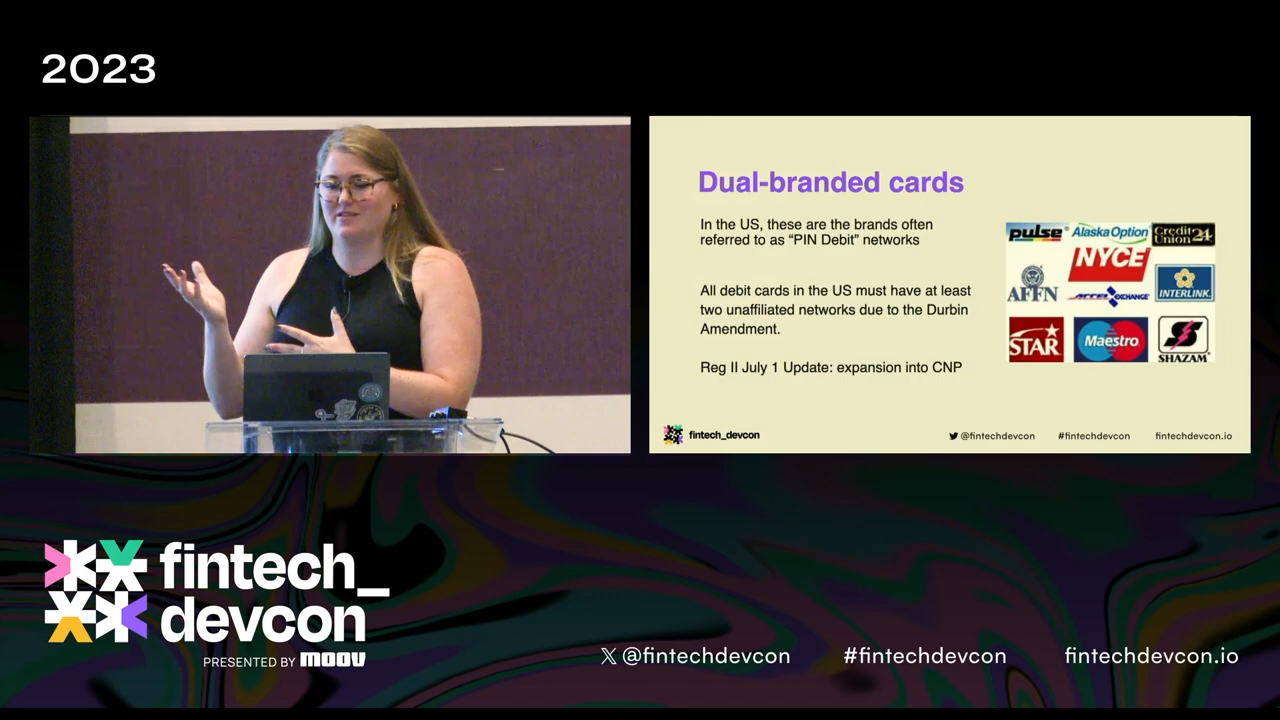 2023
Dual-branded cards
In the US, these are the brands often
referred to as “PIN Debit” networks
All debit cards in the US must have at least
two unaffiliated networks due to the Durbin
Amendment.
Reg II July 1 Update: expansion into CNP
pulse
Alaska Option
Credit Union 24
NYCE
AFFN
ACCEL EXCHANGE
INTERLINK
STAR
Maestro
SHAZAM
fintech_devcon
@fintechdevcon
#fintechdevcon
fintechdevcon.io
fintech_
devcon
PRESENTED BY moov
@fintechdevcon
#fintechdevcon
fintechdevcon.io